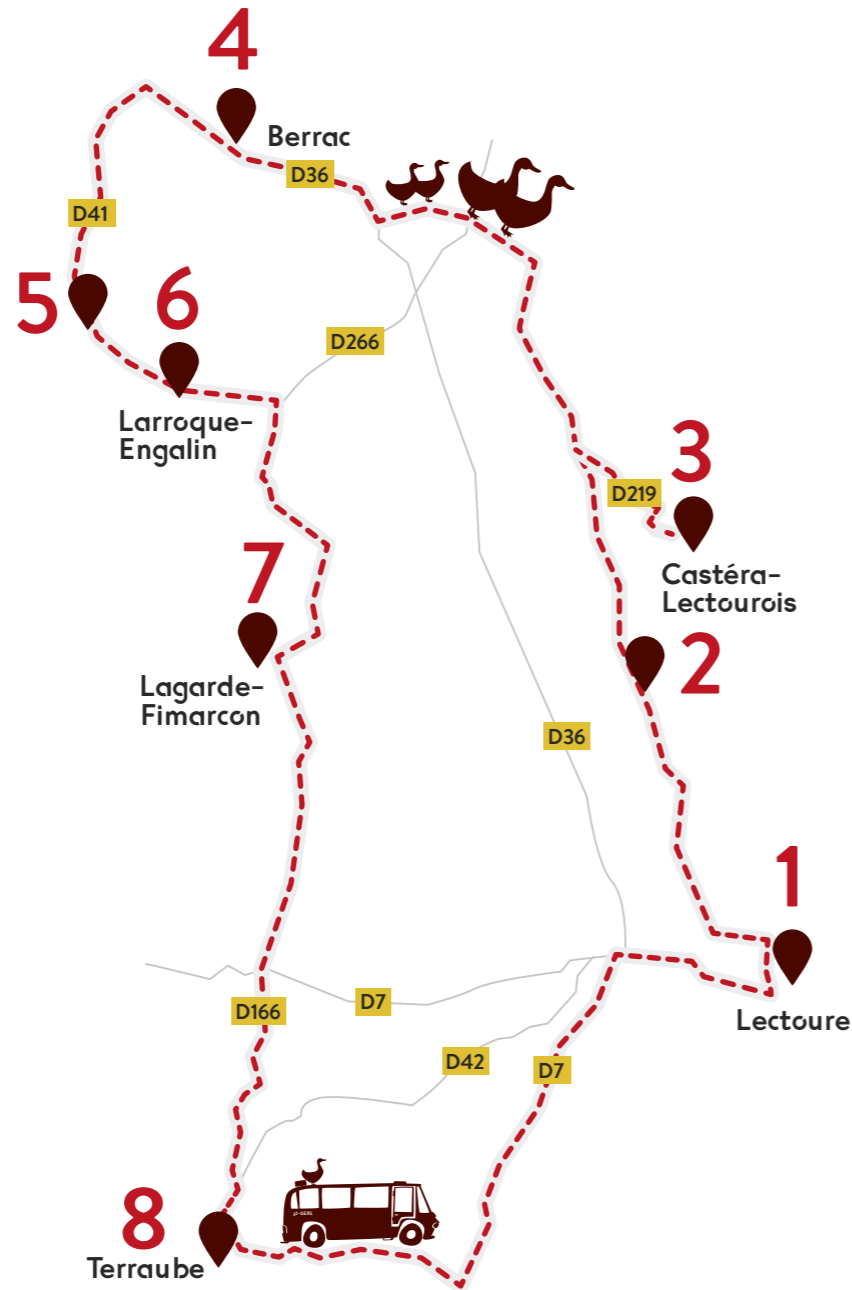 4
Berrac
D36
D41
5
6
D266
Larroque-
Engalin
3
D219
Castéra-
Lectourois
7
2
Lagarde-
Fimarcon
D36
1
D7
D166
Lectoure
D42
D7
8
Terraube